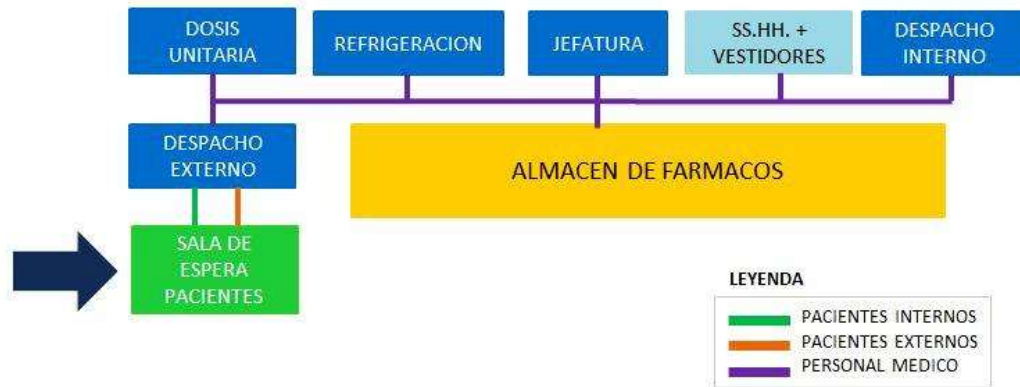 DOSIS
UNITARIA
REFRIGERACION
JEFATURA
SS.HH. +
VESTIDORES
DESPACHO
INTERNO
DESPACHO
EXTERNO
ALMACEN DE FARMACOS
SALA DE
ESPERA
PACIENTES
LEYENDA
PACIENTES INTERNOS
PACIENTES EXTERNOS
PERSONAL MEDICO